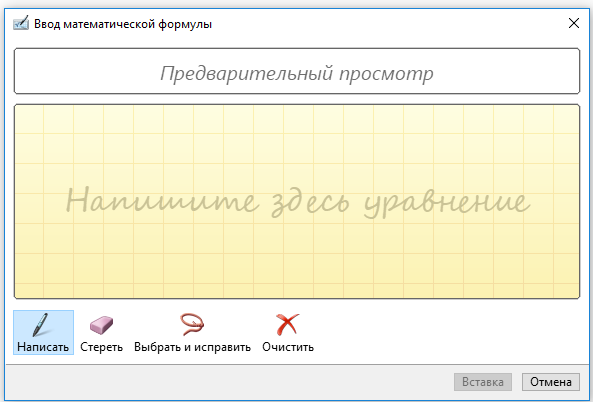 Ввод математической формулы
Предварительный просмотр
Напишите здесь уравнение
Написать Стереть Выбрать и исправить Очистить
Вставка Отмена